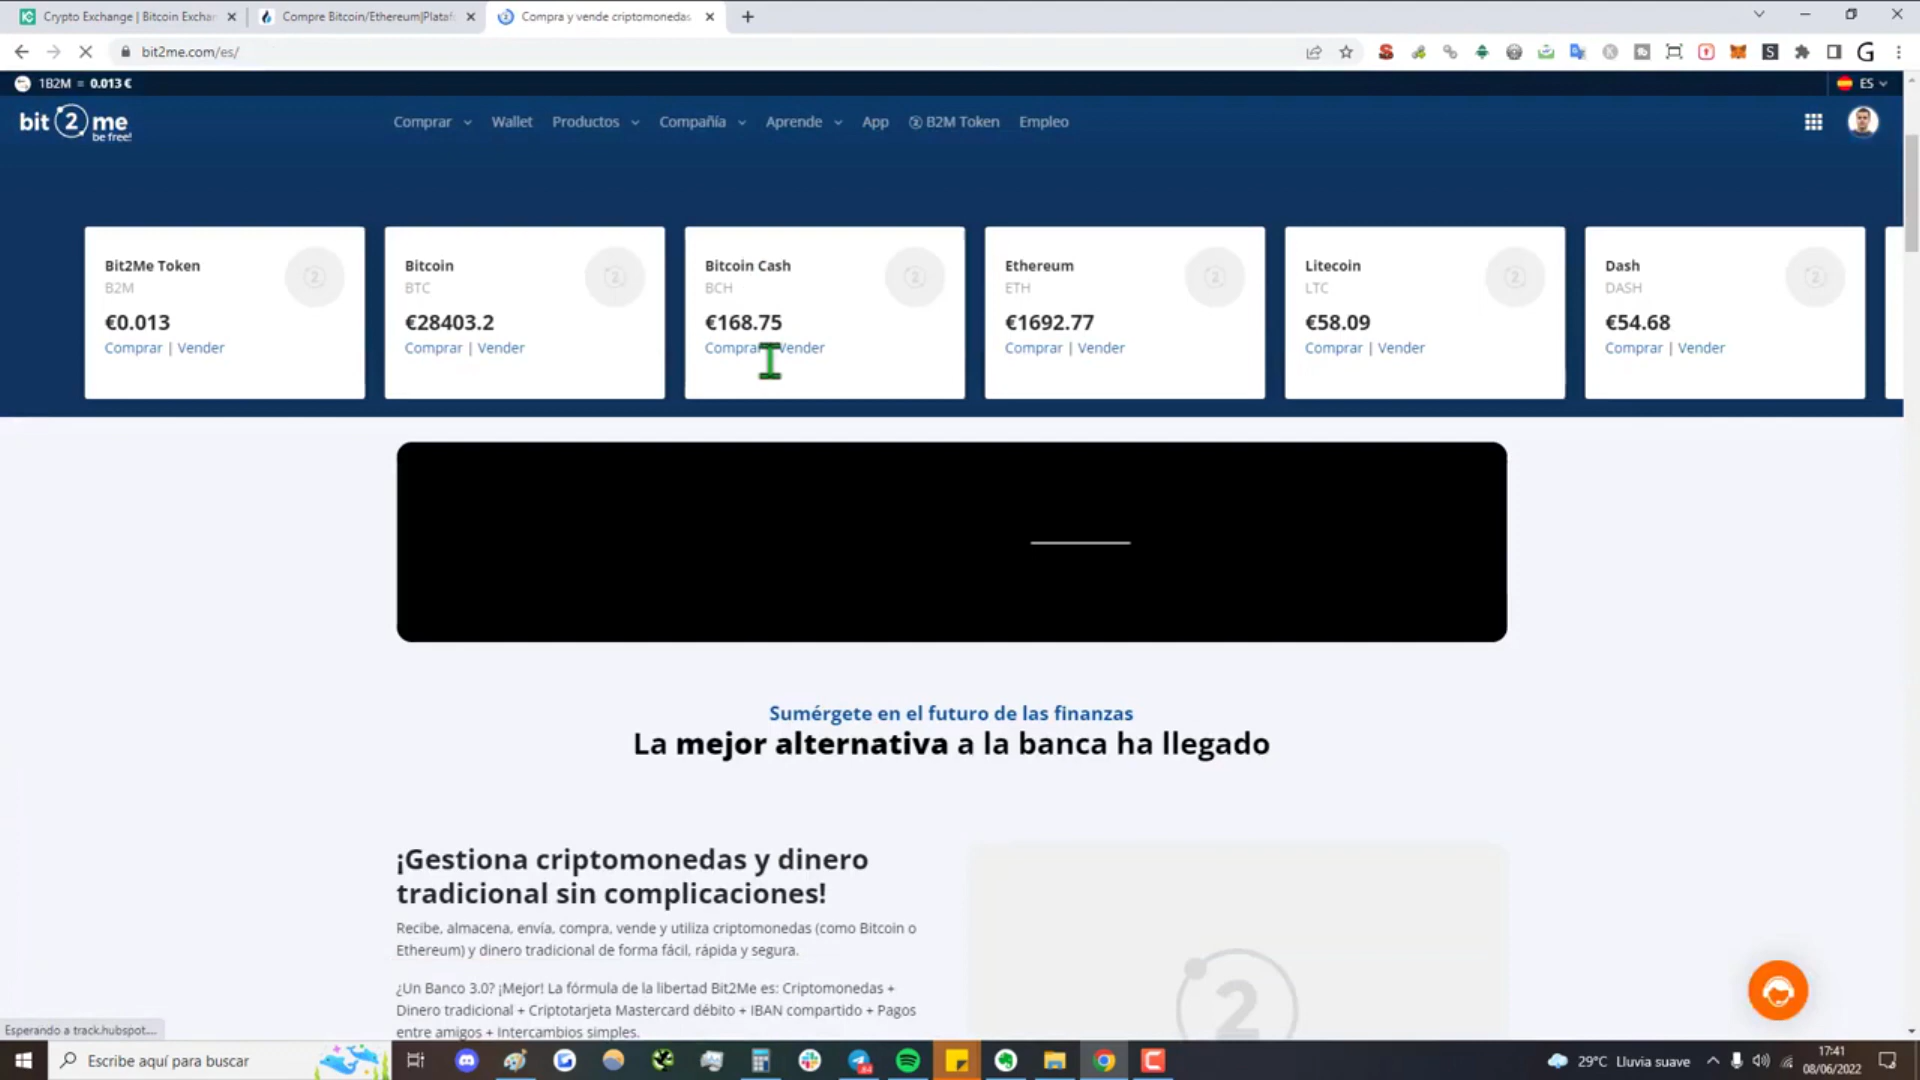 Crypto Exchange | Bitcoin Exchan
Compre Bitcoin/Ethereum|Plataf
Compra y vende criptomonedas
bit2me.com/es/
1B2M = 0.013 €
ES
bit 2 me
be free!
Comprar
Wallet
Productos
Compañía
Aprende
App
B2M Token
Empleo
Bit2Me Token
B2M
€0.013
Comprar | Vender
Bitcoin
BTC
€28403.2
Comprar | Vender
Bitcoin Cash
BCH
€168.75
Comprar Vender
Ethereum
ETH
€1692.77
Comprar | Vender
Litecoin
LTC
€58.09
Comprar | Vender
Dash
DASH
€54.68
Comprar | Vender
Sumérgete en el futuro de las finanzas
La mejor alternativa a la banca ha llegado
¡Gestiona criptomonedas y dinero
tradicional sin complicaciones!
Recibe, almacena, envía, compra, vende y utiliza criptomonedas (como Bitcoin o
Ethereum) y dinero tradicional de forma fácil, rápida y segura.
¿Un Banco 3.0? ¡Mejor! La fórmula de la libertad Bit2Me es: Criptomonedas +
Dinero tradicional + Criptotarjeta Mastercard débito + IBAN compartido + Pagos
entre amigos + Intercambios simples.
2
Esperando a track.hubspot....
Escribe aquí para buscar
29°C Lluvia suave
17:41
08/06/2022